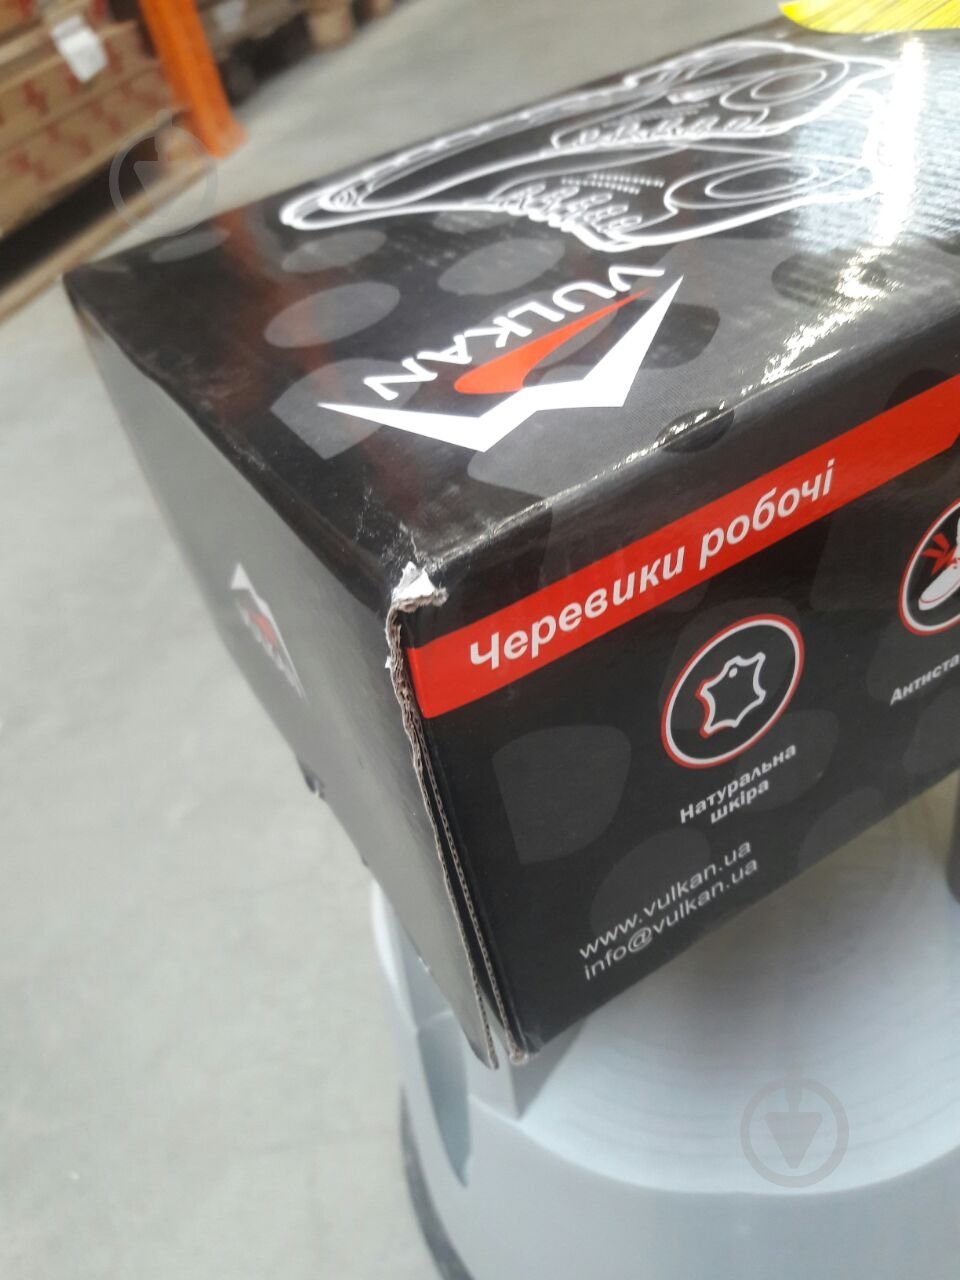 VULKAN
Черевики робочі
Натуральна
шкіра
www.vulkan.ua
info@vulkan.ua